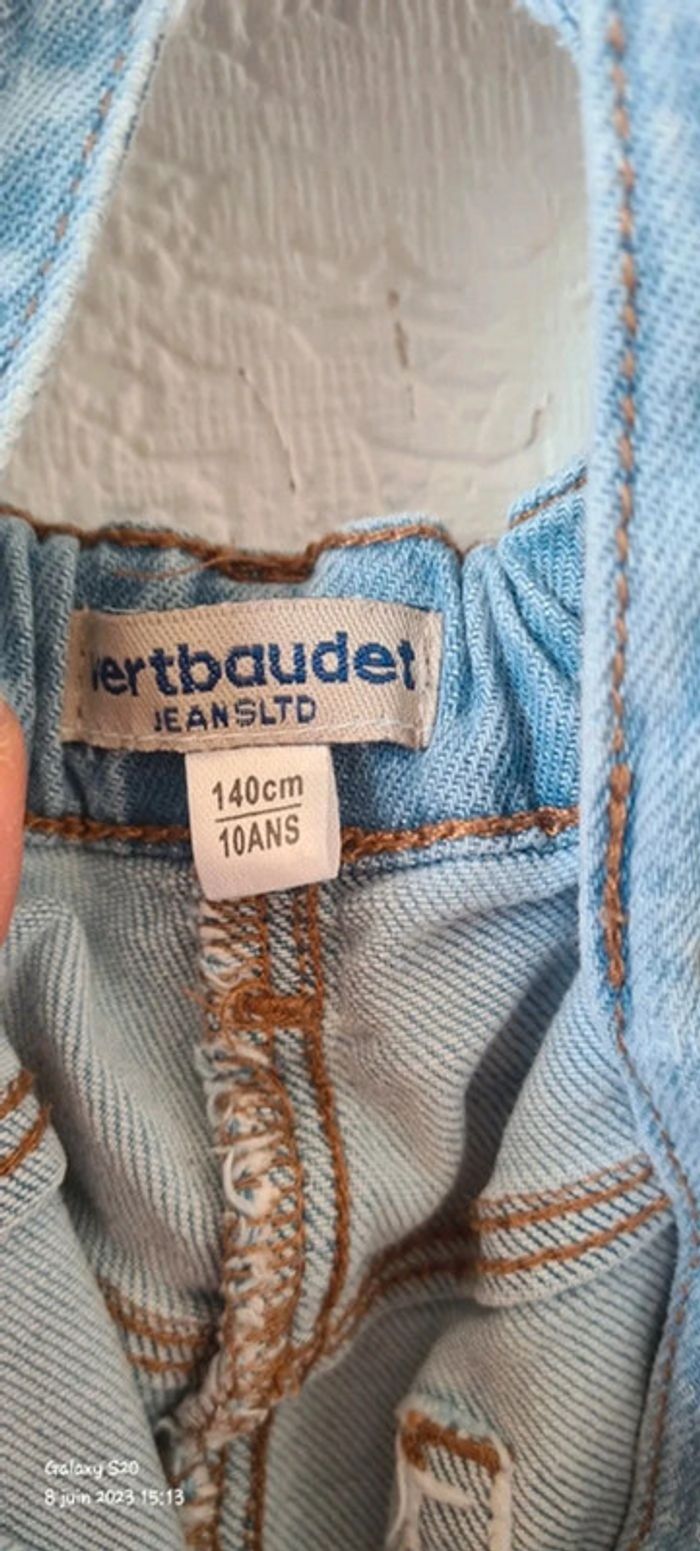 vertbaudet
JEANSLTD
140cm
10ANS
Galaxy S20
8 juin 2023 15:13